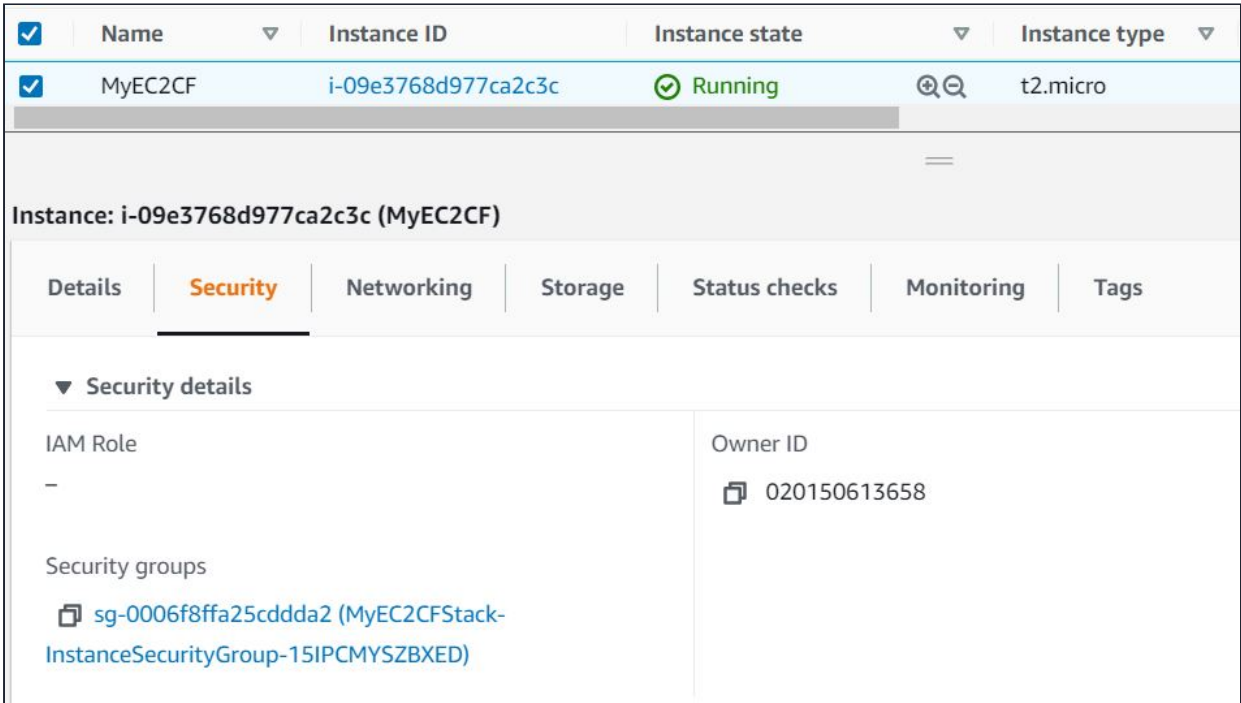 Name Instance ID Instance state Instance type
MyEC2CF i-09e3768d977ca2c3c Running t2.micro
Instance: i-09e3768d977ca2c3c (MyEC2CF)
Details Security Networking Storage Status checks Monitoring Tags
Security details
IAM Role
–
Owner ID
020150613658
Security groups
sg-0006f8ffa25cddda2 (MyEC2CFStack-
InstanceSecurityGroup-15IPCMYSZBXED)